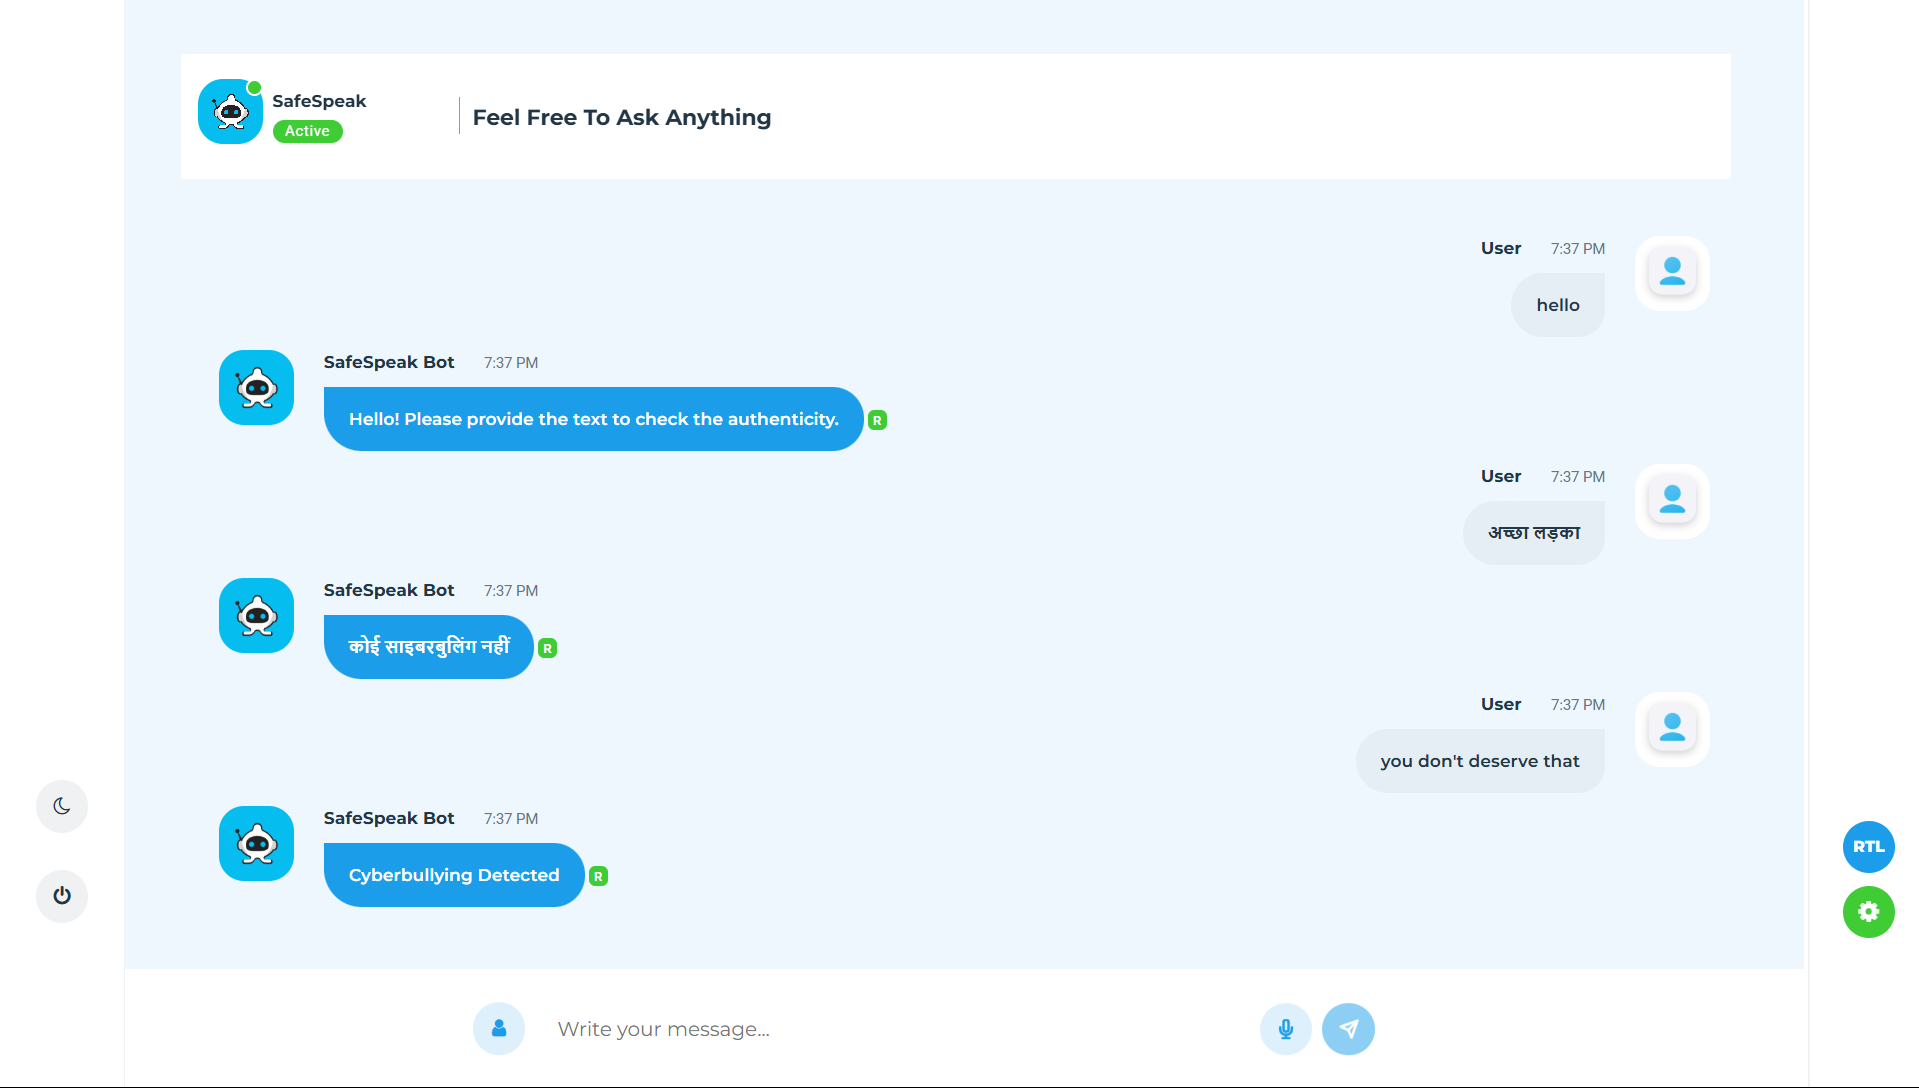 SafeSpeak
Active
Feel Free To Ask Anything
User 7:37 PM
hello
SafeSpeak Bot 7:37 PM
Hello! Please provide the text to check the authenticity.
R
User 7:37 PM
अच्छा लड़का
SafeSpeak Bot 7:37 PM
कोई साइबरबुलिंग नहीं
R
User 7:37 PM
you don't deserve that
SafeSpeak Bot 7:37 PM
Cyberbullying Detected
R
RTL
Write your message...